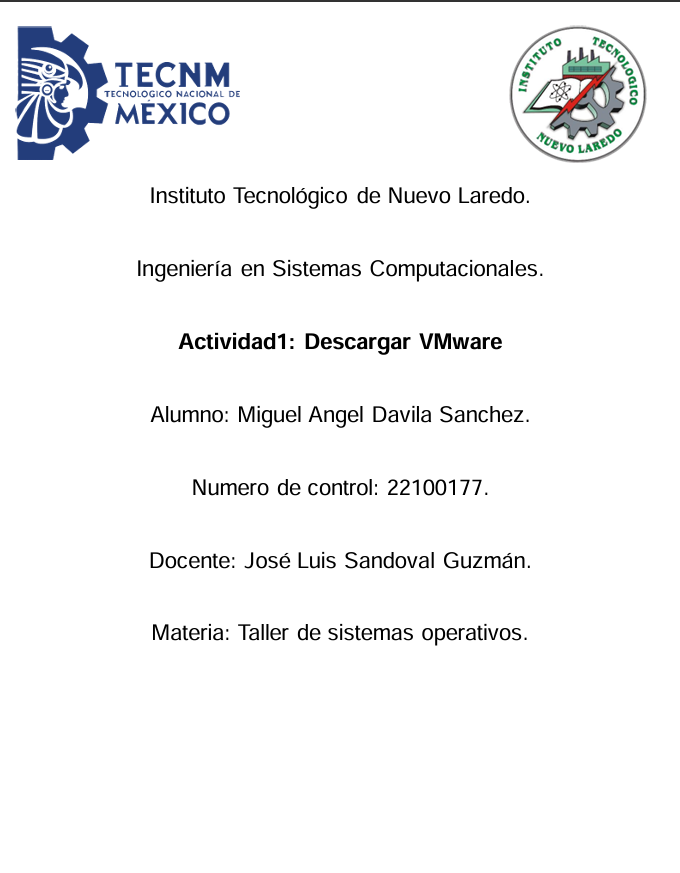 TECNM
TECNOLÓGICO NACIONAL DE
MÉXICO
INSTITUTO TECNOLOGICO
NUEVO LAREDO
Instituto Tecnológico de Nuevo Laredo.
Ingeniería en Sistemas Computacionales.
Actividad1: Descargar VMware
Alumno: Miguel Angel Davila Sanchez.
Numero de control: 22100177.
Docente: José Luis Sandoval Guzmán.
Materia: Taller de sistemas operativos.